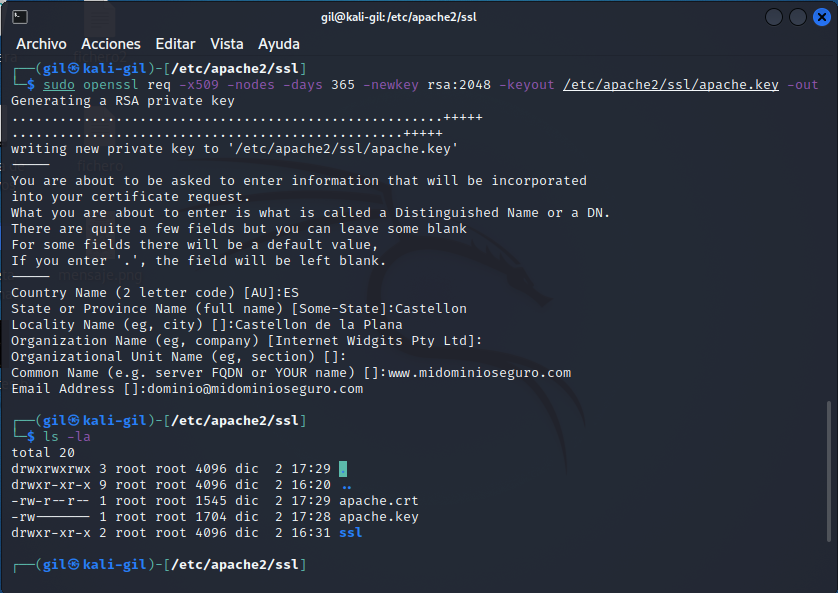 gil@kali-gil:/etc/apache2/ssl
Archivo Acciones Editar Vista Ayuda
┌──(gil㉿kali-gil)-[/etc/apache2/ssl]
└─$ sudo openssl req -x509 -nodes -days 365 -newkey rsa:2048 -keyout /etc/apache2/ssl/apache.key -out
Generating a RSA private key
......................................................+++++
.................................................+++++
writing new private key to '/etc/apache2/ssl/apache.key'
-----
You are about to be asked to enter information that will be incorporated
into your certificate request.
What you are about to enter is what is called a Distinguished Name or a DN.
There are quite a few fields but you can leave some blank
For some fields there will be a default value,
If you enter '.', the field will be left blank.
-----
Country Name (2 letter code) [AU]:ES
State or Province Name (full name) [Some-State]:Castellon
Locality Name (eg, city) []:Castellon de la Plana
Organization Name (eg, company) [Internet Widgits Pty Ltd]:
Organizational Unit Name (eg, section) []:
Common Name (e.g. server FQDN or YOUR name) []:www.midominioseguro.com
Email Address []:dominio@midominioseguro.com
┌──(gil㉿kali-gil)-[/etc/apache2/ssl]
└─$ ls -la
total 20
drwxrwxrwx 3 root root 4096 dic  2 17:29 .
drwxr-xr-x 9 root root 4096 dic  2 16:20 ..
-rw-r--r-- 1 root root 1545 dic  2 17:29 apache.crt
-rw------- 1 root root 1704 dic  2 17:28 apache.key
drwxr-xr-x 2 root root 4096 dic  2 16:31 ssl
┌──(gil㉿kali-gil)-[/etc/apache2/ssl]